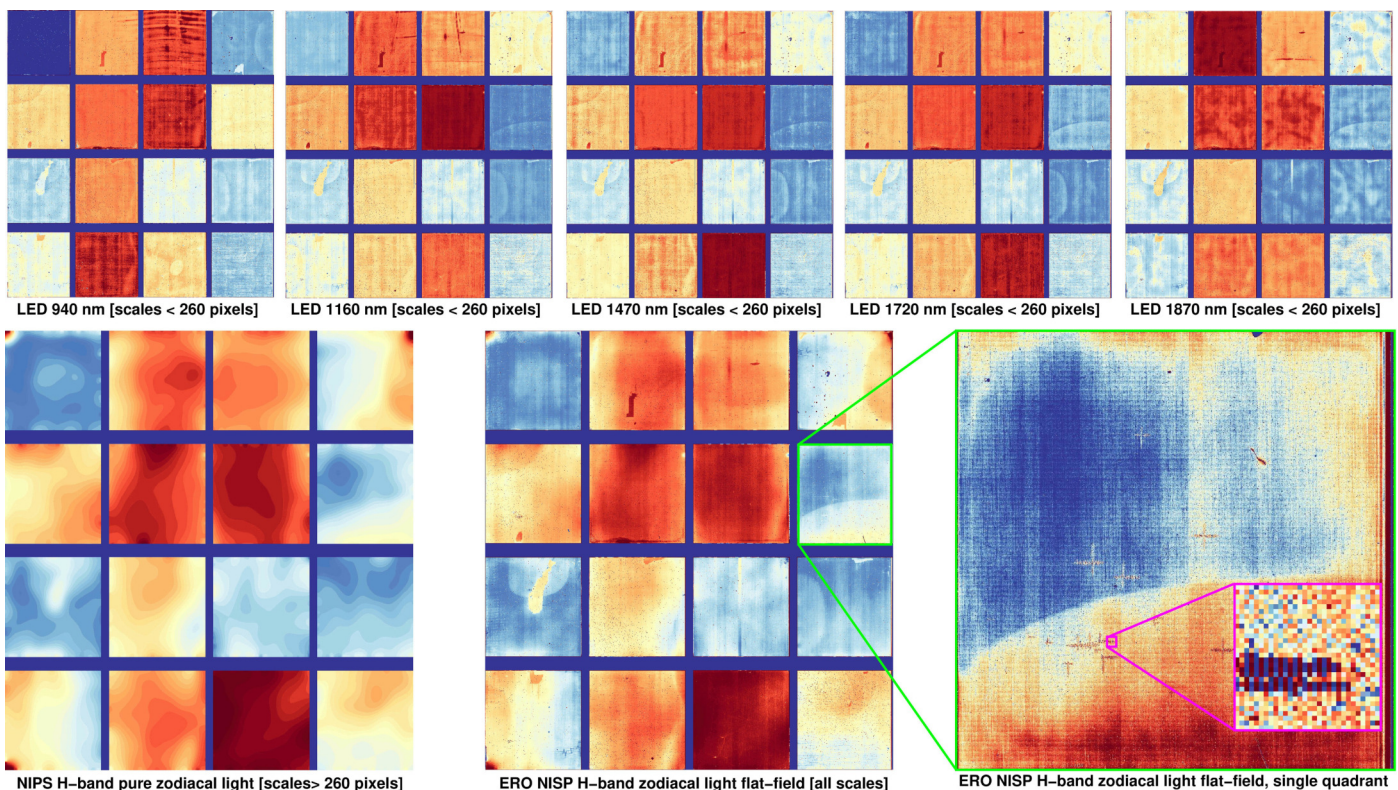 LED 940 nm [scales < 260 pixels]
LED 1160 nm [scales < 260 pixels]
LED 1470 nm [scales < 260 pixels]
LED 1720 nm [scales < 260 pixels]
LED 1870 nm [scales < 260 pixels]
NIPS H−band pure zodiacal light [scales> 260 pixels]
ERO NISP H−band zodiacal light flat−field [all scales]
ERO NISP H−band zodiacal light flat−field, single quadrant